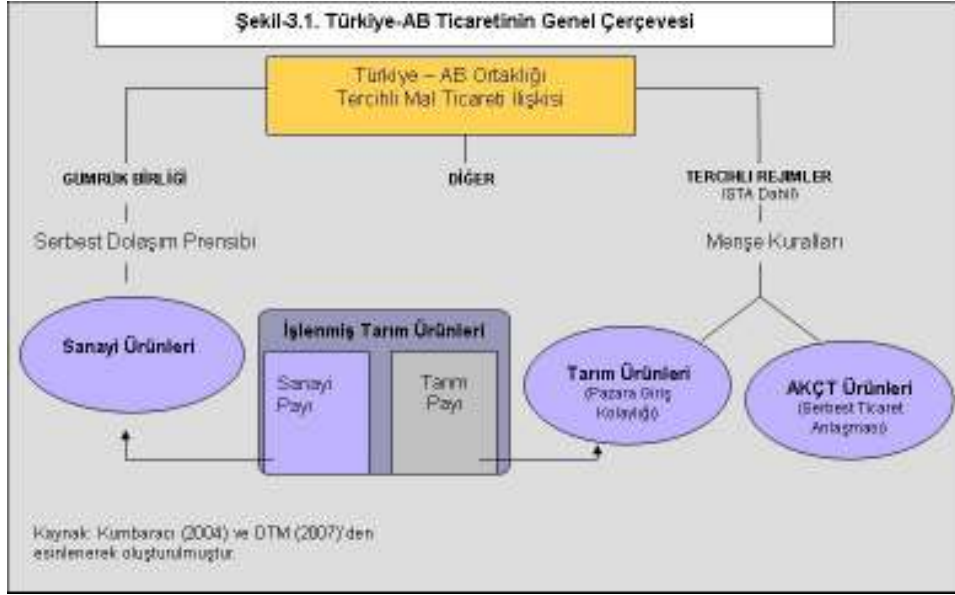 Şekil-3.1. Türkiye-AB Ticaretinin Genel Çerçevesi
Türkiye – AB Ortaklığı
Tercihli Mal Ticareti İlişkisi
GÜMRÜK BİRLİĞİ
DİĞER
TERCİHLİ REJİMLER
(STA Dahil)
Serbest Dolaşım Prensibi
Menşe Kuralları
Sanayi Ürünleri
İşlenmiş Tarım Ürünleri
Sanayi
Payı
Tarım
Payı
Tarım Ürünleri
(Pazara Giriş
Kolaylığı)
AKÇT Ürünleri
(Serbest Ticaret
Anlaşması)
Kaynak: Kumbaracı (2004) ve DTM (2007)'den
esinlenerek oluşturulmuştur.